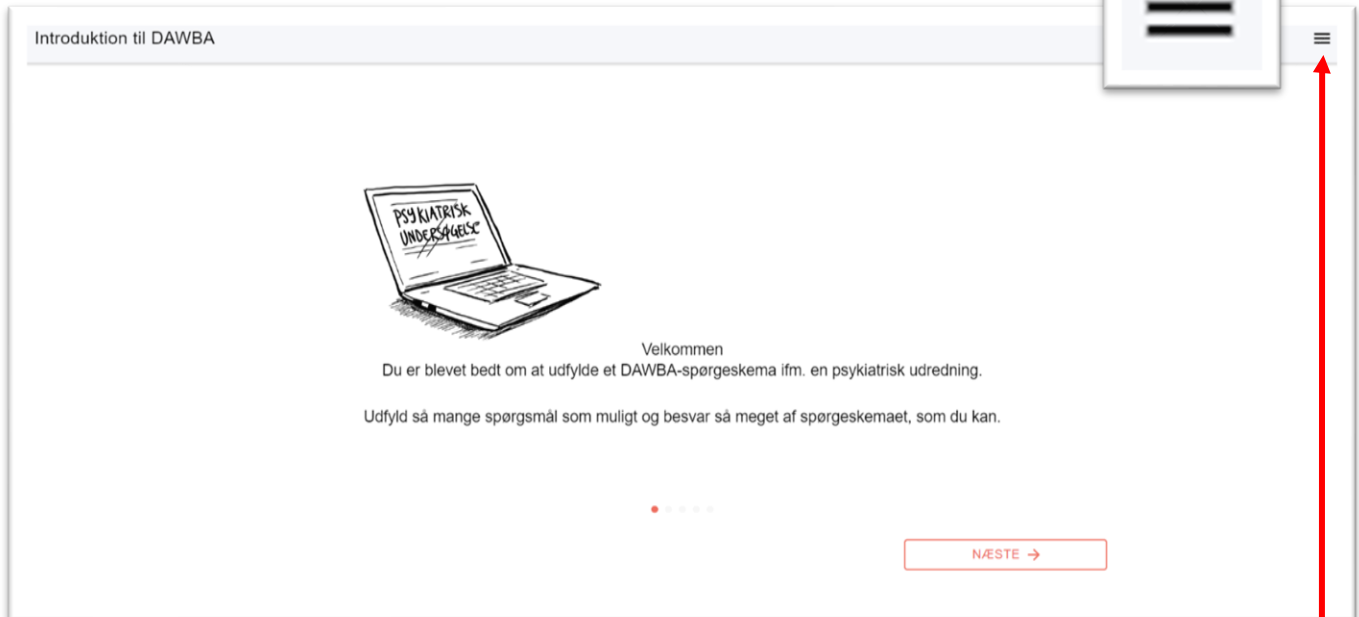 Introduktion til DAWBA
PSYKIATRISK
UNDERSØGELSE
Velkommen
Du er blevet bedt om at udfylde et DAWBA-spørgeskema ifm. en psykiatrisk udredning.
Udfyld så mange spørgsmål som muligt og besvar så meget af spørgeskemaet, som du kan.
NÆSTE →